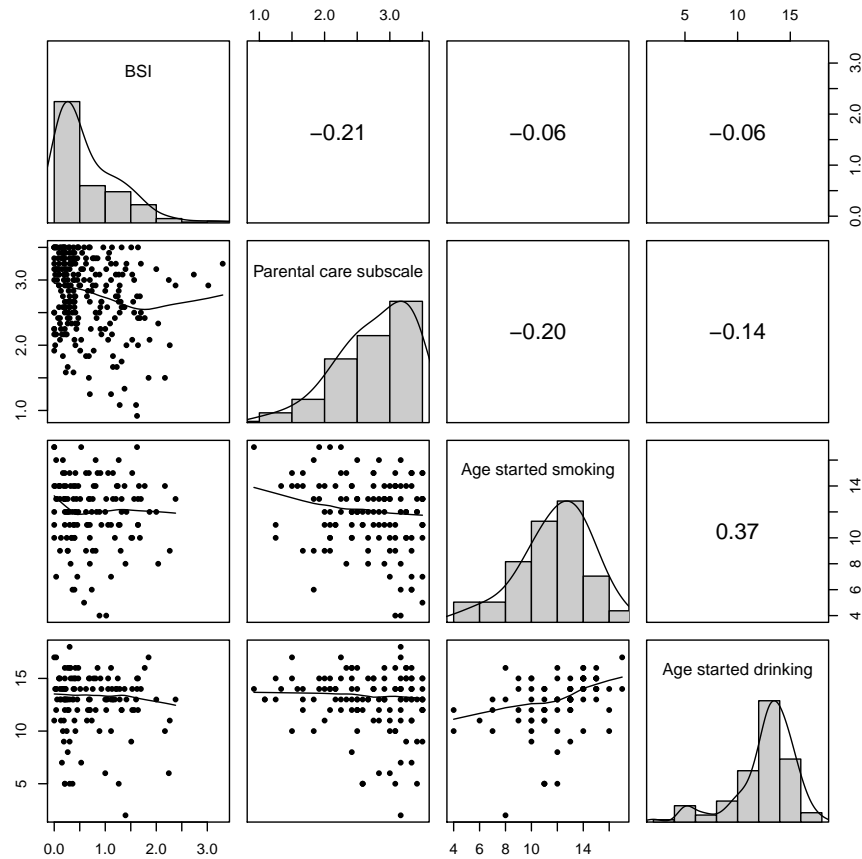 1.0 2.0 3.0
5 10 15
BSI
−0.21
−0.06
−0.06
0.0 1.0 2.0 3.0
1.0 2.0 3.0
Parental care subscale
−0.20
−0.14
Age started smoking
0.37
4 6 8 10 14
5 10 15
Age started drinking
0.0 1.0 2.0 3.0
4 6 8 10 14